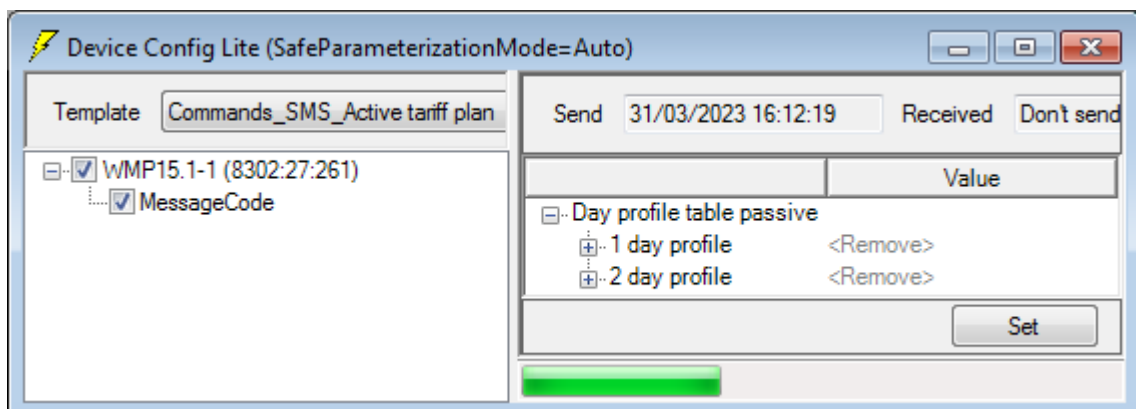 Device Config Lite (SafeParameterizationMode=Auto)
Template Commands_SMS_Active tariff plan
WMP15.1-1 (8302:27:261)
MessageCode
Send 31/03/2023 16:12:19 Received Don't send
Value
Day profile table passive
1 day profile <Remove>
2 day profile <Remove>
Set